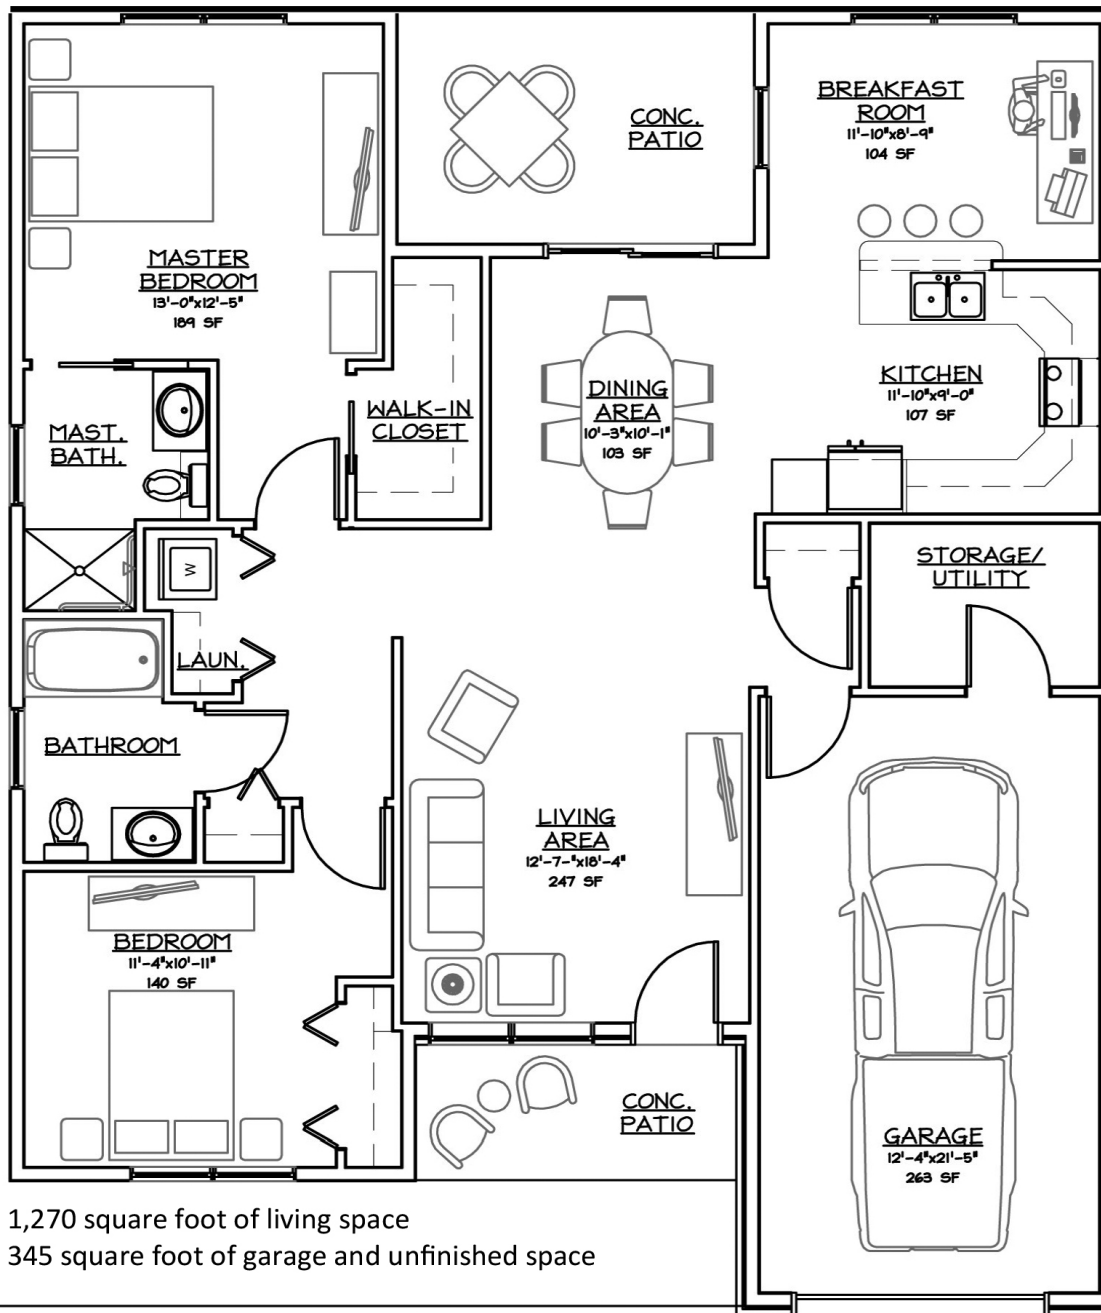 BREAKFAST
ROOM
11'-10"x8'-9"
104 SF
CONC.
PATIO
MASTER
BEDROOM
13'-0"x12'-5"
189 SF
KITCHEN
11'-10"x9'-0"
107 SF
DINING
AREA
10'-3"x10'-1"
103 SF
WALK-IN
CLOSET
MAST.
BATH.
STORAGE/
UTILITY
W
LAUN.
BATHROOM
LIVING
AREA
12'-7-"x18'-4"
247 SF
BEDROOM
11'-4"x10'-11"
140 SF
CONC.
PATIO
GARAGE
12'-4"x21'-5"
263 SF
1,270 square foot of living space
345 square foot of garage and unfinished space